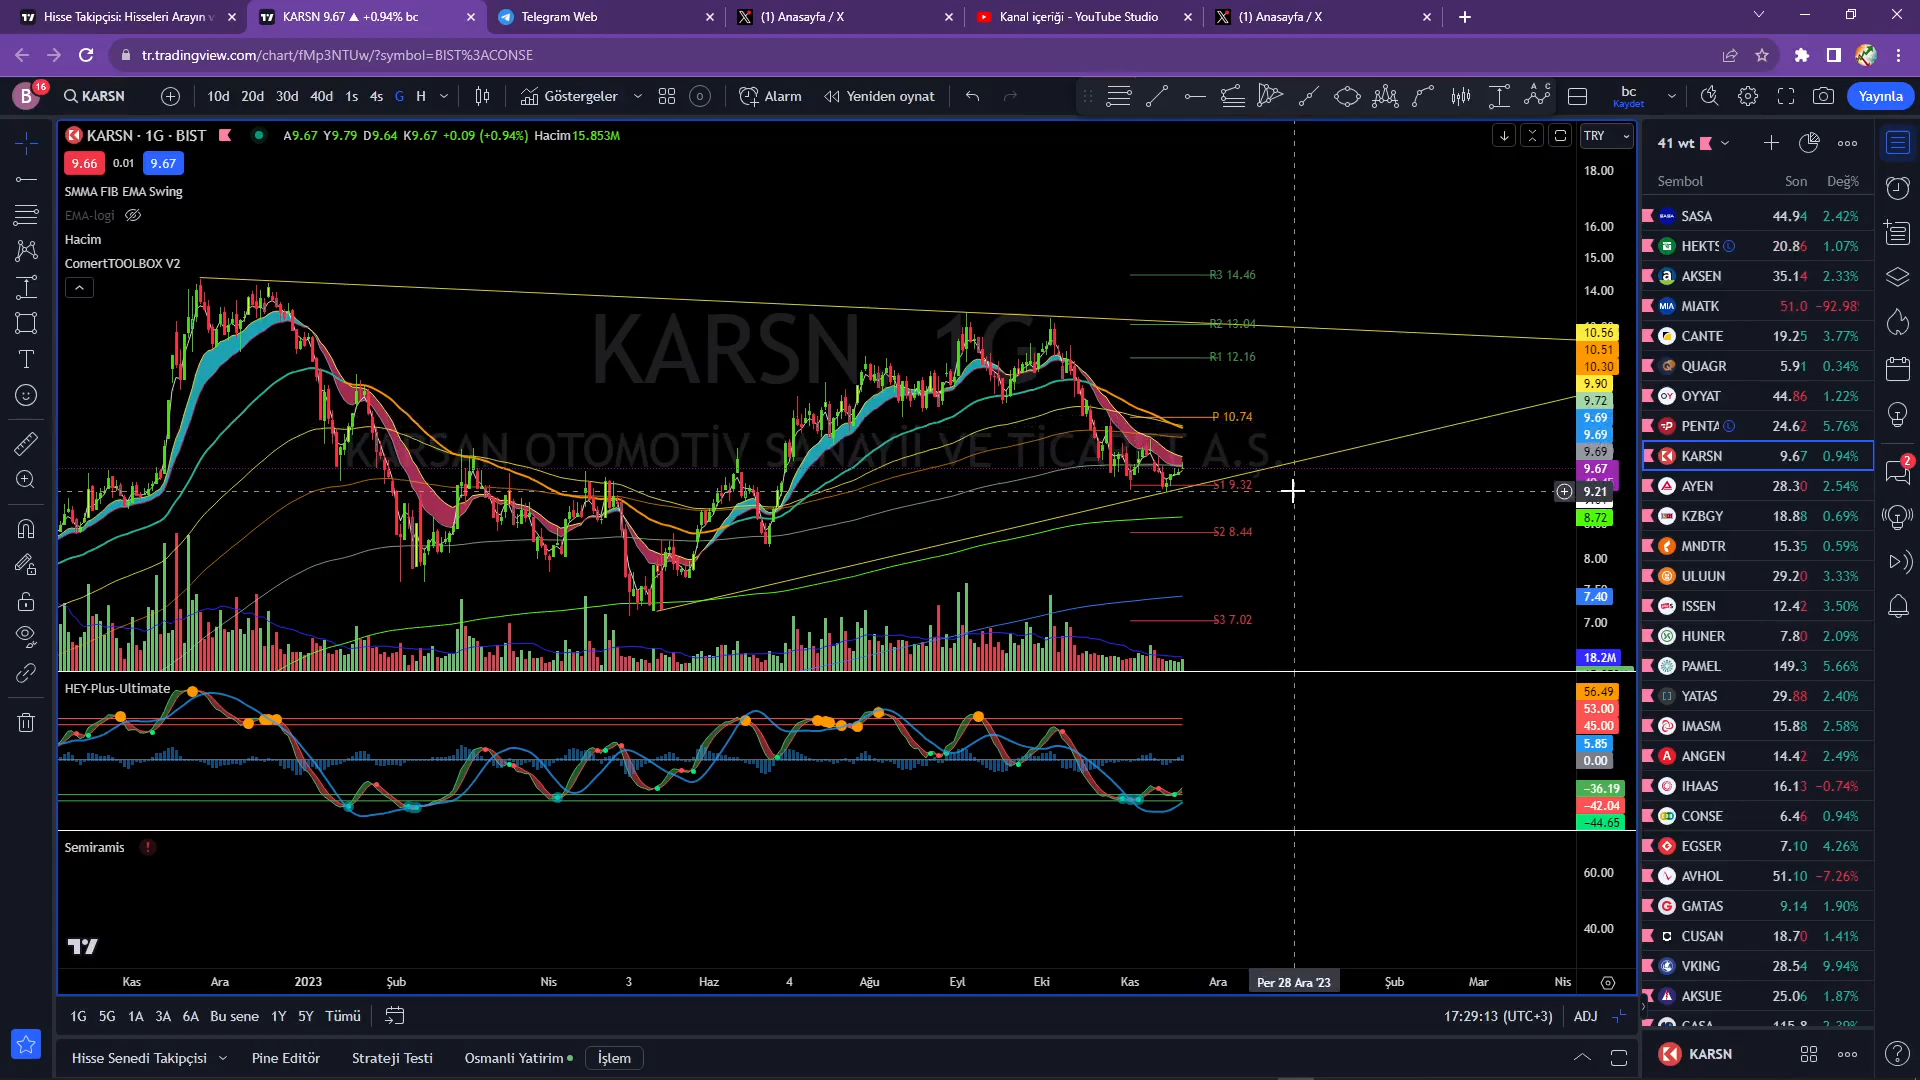 Hisse Takipçisi: Hisseleri Arayın v
KARSN 9.67 ▲ +0.94% bc
Telegram Web
(1) Anasayfa / X
Kanal içeriği - YouTube Studio
(1) Anasayfa / X
tr.tradingview.com/chart/fMp3NTUw/?symbol=BIST%3ACONSE
B 16 KARSN 10d 20d 30d 40d 1s 4s G H Göstergeler Alarm Yeniden oynat bc Kaydet Yayınla
KARSN · 1G · BIST A9.67 Y9.79 D9.64 K9.67 +0.09 (+0.94%) Hacim15.853M
9.66 0.01 9.67
SMMA FIB EMA Swing
EMA-logi
Hacim
ComertTOOLBOX V2
KARSN 1G
KARSAN OTOMOTİV SANAYİİ VE TİCARET A.Ş.
R3 14.46
R2 13.04
R1 12.16
P 10.74
S1 9.32
S2 8.44
S3 7.02
TRY
18.00
16.00
15.00
14.00
10.56
10.51
10.30
9.90
9.72
9.69
9.69
9.69
9.67
9.21
8.72
8.00
7.40
7.00
18.2M
HEY-Plus-Ultimate
56.49
53.00
45.00
5.85
0.00
−36.19
−42.04
−44.65
Semiramis !
60.00
40.00
Kas Ara 2023 Şub Nis 3 Haz 4 Ağu Eyl Eki Kas Ara Per 28 Ara '23 Şub Mar Nis
1G 5G 1A 3A 6A Bu sene 1Y 5Y Tümü
17:29:13 (UTC+3) ADJ
Hisse Senedi Takipçisi Pine Editörü Strateji Testi Osmanli Yatirim İşlem
41 wt
Sembol Son Değ%
SASA 44.94 2.42%
HEKTS 20.86 1.07%
AKSEN 35.14 2.33%
MIATK 51.0 −92.98
CANTE 19.25 3.77%
QUAGR 5.91 0.34%
OYYAT 44.86 1.22%
PENTA 24.62 5.76%
KARSN 9.67 0.94%
AYEN 28.30 2.54%
KZBGY 18.88 0.69%
MNDTR 15.35 0.59%
ULUUN 29.20 3.33%
ISSEN 12.42 3.50%
HUNER 7.80 2.09%
PAMEL 149.3 5.66%
YATAS 29.88 2.40%
IMASM 15.88 2.58%
ANGEN 14.42 2.49%
IHAAS 16.13 −0.74%
CONSE 6.46 0.94%
EGSER 7.10 4.26%
AVHOL 51.10 −7.26%
GMTAS 9.14 1.90%
CUSAN 18.70 1.41%
VKING 28.54 9.94%
AKSUE 25.06 1.87%
KARSN
2